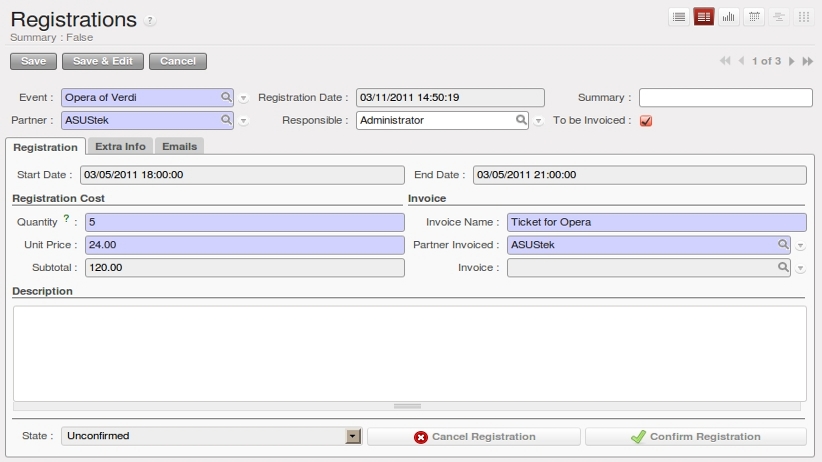 Registrations ?
Summary : False
Save Save & Edit Cancel 1 of 3
Event : Opera of Verdi Registration Date : 03/11/2011 14:50:19 Summary :
Partner : ASUStek Responsible : Administrator To be Invoiced :
Registration Extra Info Emails
Start Date : 03/05/2011 18:00:00 End Date : 03/05/2011 21:00:00
Registration Cost Invoice
Quantity ? : 5 Invoice Name : Ticket for Opera
Unit Price : 24.00 Partner Invoiced : ASUStek
Subtotal : 120.00 Invoice :
Description
State : Unconfirmed Cancel Registration Confirm Registration